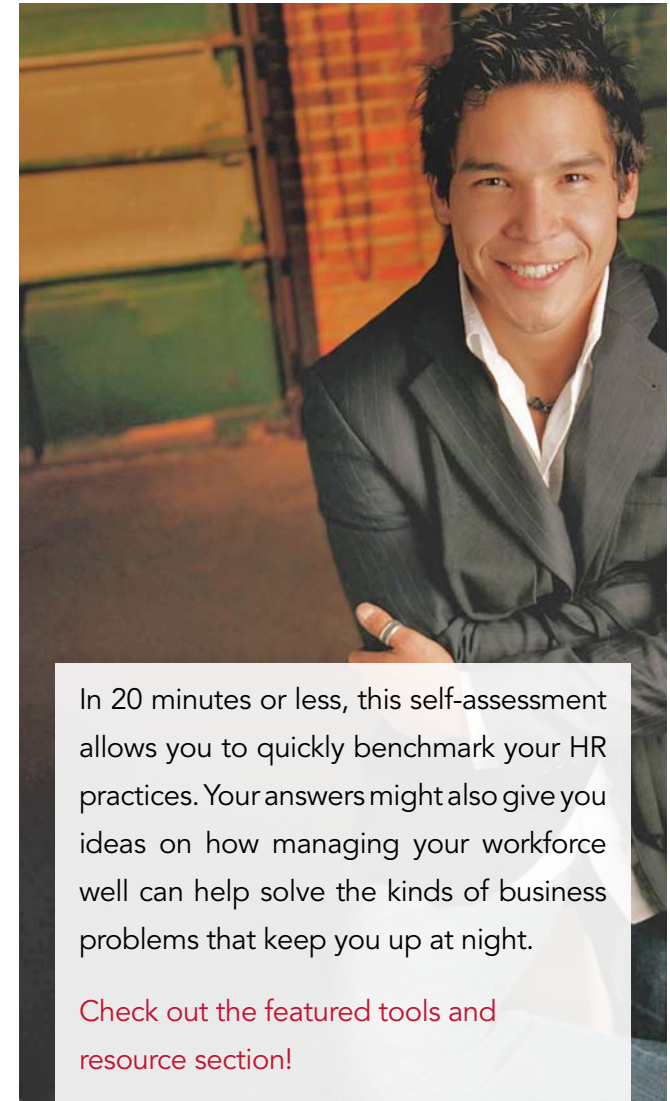 In 20 minutes or less, this self-assessment
allows you to quickly benchmark your HR
practices. Your answers might also give you
ideas on how managing your workforce
well can help solve the kinds of business
problems that keep you up at night.
Check out the featured tools and
resource section!